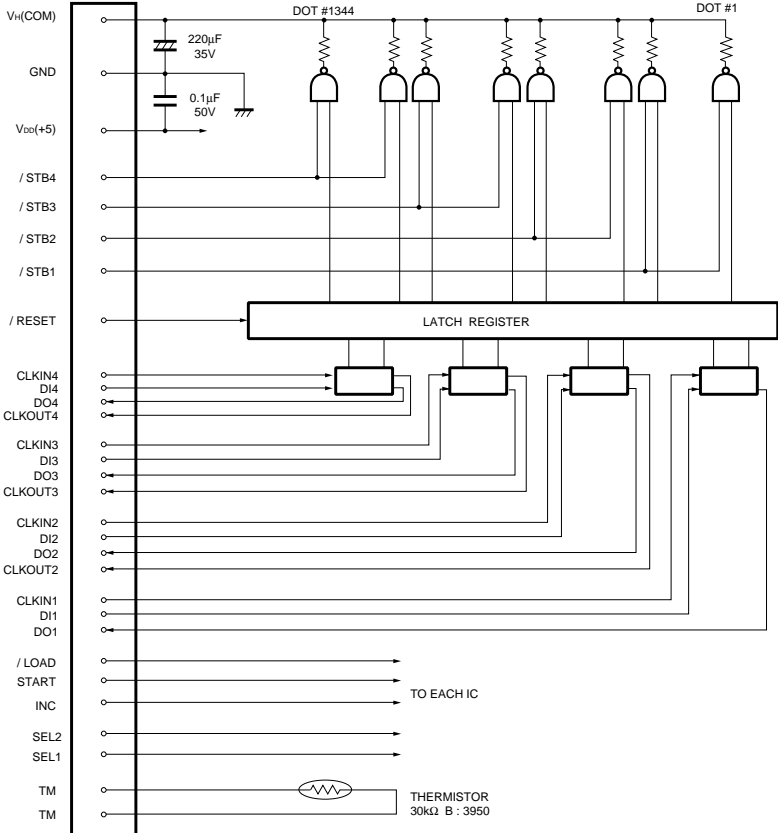 VH(COM)
GND
VDD(+5)
/ STB4
/ STB3
/ STB2
/ STB1
/ RESET
CLKIN4
DI4
DO4
CLKOUT4
CLKIN3
DI3
DO3
CLKOUT3
CLKIN2
DI2
DO2
CLKOUT2
CLKIN1
DI1
DO1
/ LOAD
START
INC
SEL2
SEL1
TM
TM
220µF
35V
0.1µF
50V
DOT #1344
DOT #1
LATCH REGISTER
TO EACH IC
THERMISTOR
30kΩ B : 3950